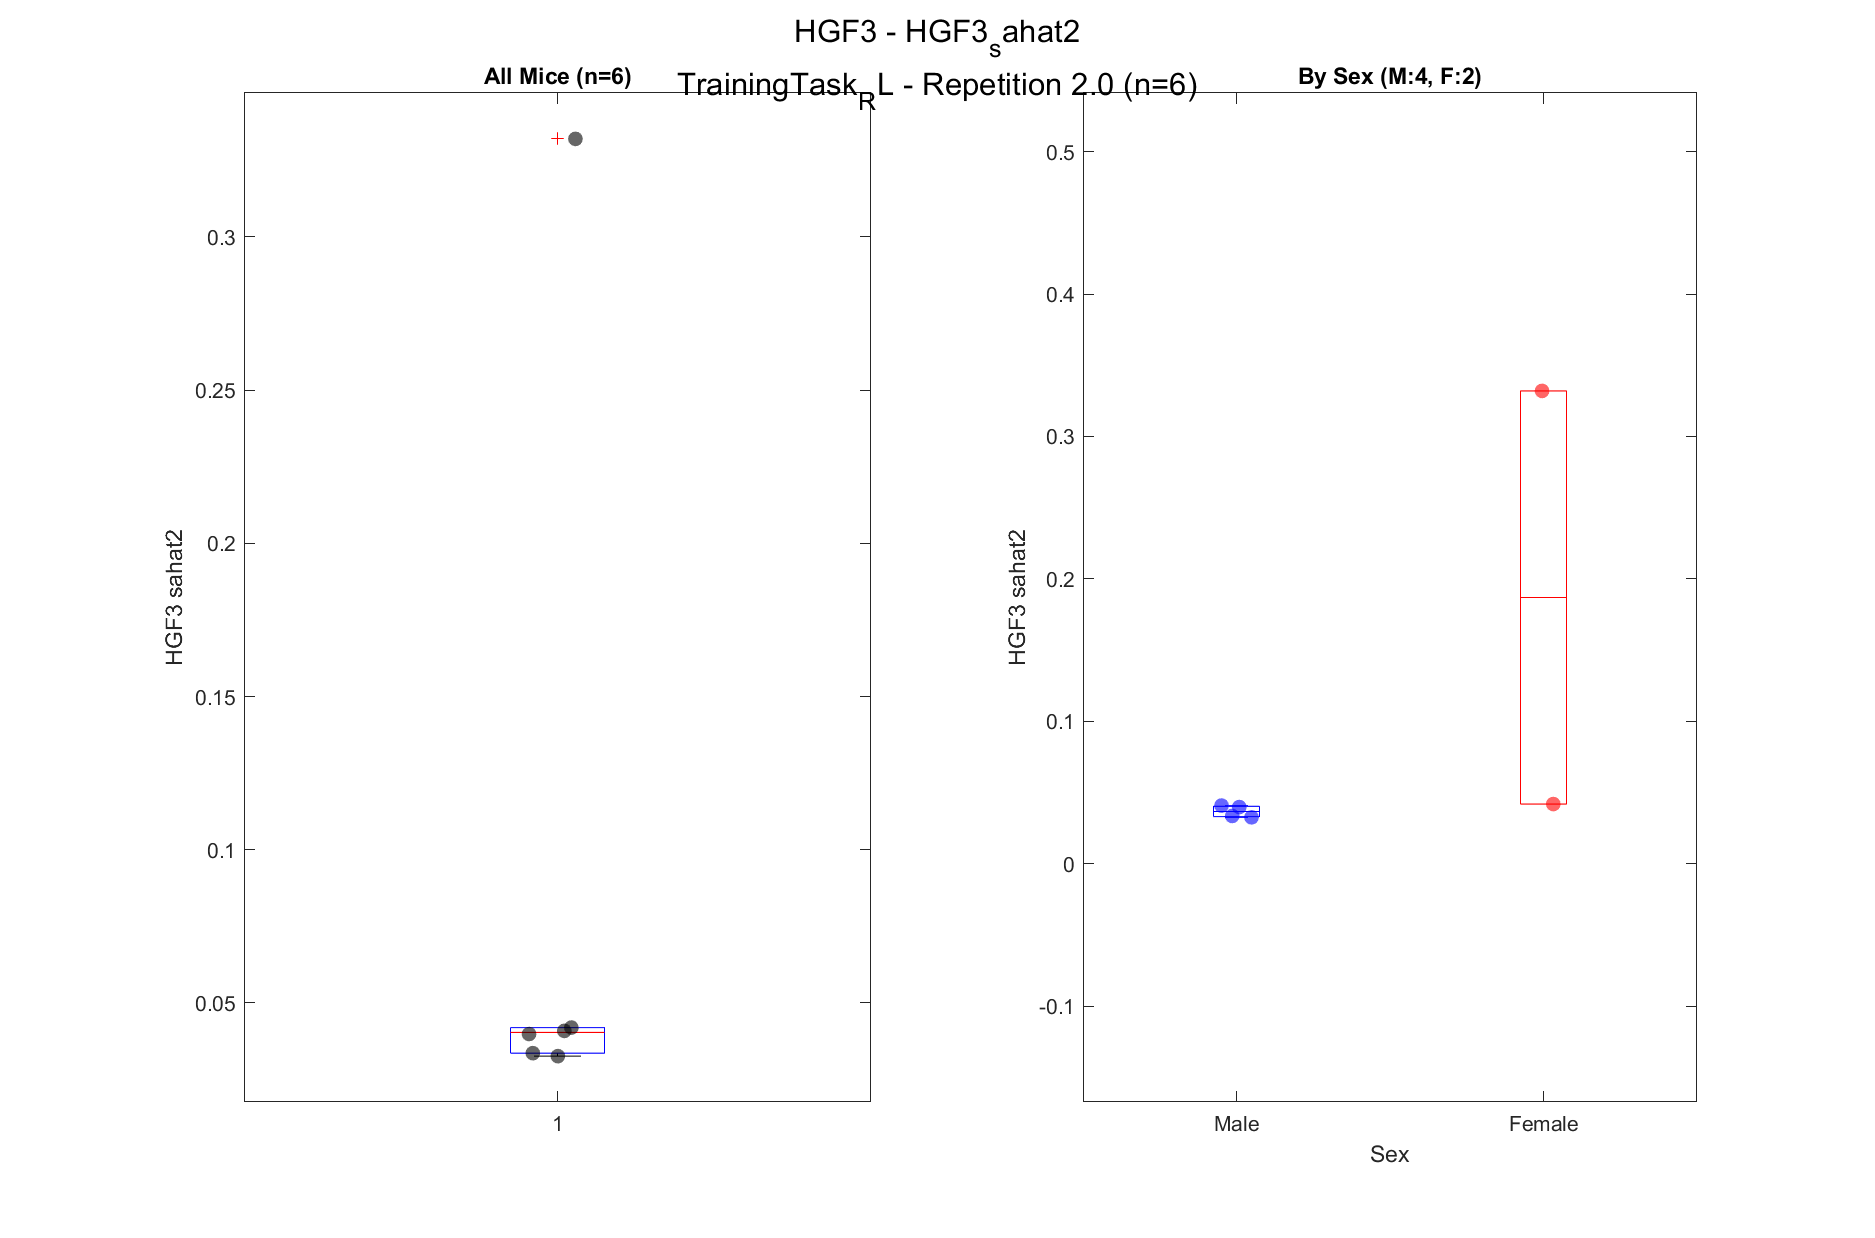 HGF3 - HGF3sahat2
TrainingTaskRL - Repetition 2.0 (n=6)
All Mice (n=6)
HGF3 sahat2
0.3
0.25
0.2
0.15
0.1
0.05
1
By Sex (M:4, F:2)
HGF3 sahat2
0.5
0.4
0.3
0.2
0.1
0
-0.1
Male Female
Sex